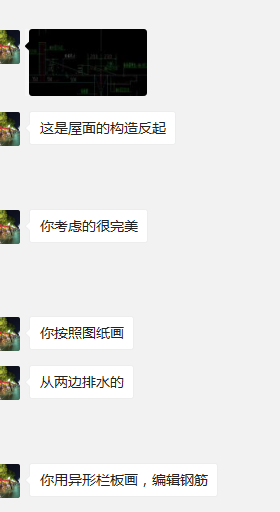 这是屋面的构造反起
你考虑的很完美
你按照图纸画
从两边排水的
你用异形栏板画，编辑钢筋